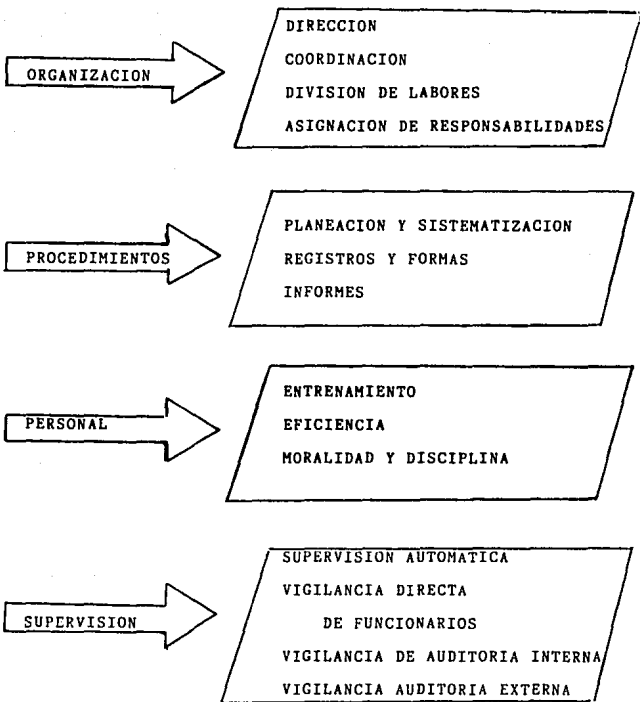 ORGANIZACION
DIRECCION
COORDINACION
DIVISION DE LABORES
ASIGNACION DE RESPONSABILIDADES
PROCEDIMIENTOS
PLANEACION Y SISTEMATIZACION
REGISTROS Y FORMAS
INFORMES
PERSONAL
ENTRENAMIENTO
EFICIENCIA
MORALIDAD Y DISCIPLINA
SUPERVISION
SUPERVISION AUTOMATICA
VIGILANCIA DIRECTA
DE FUNCIONARIOS
VIGILANCIA DE AUDITORIA INTERNA
VIGILANCIA AUDITORIA EXTERNA